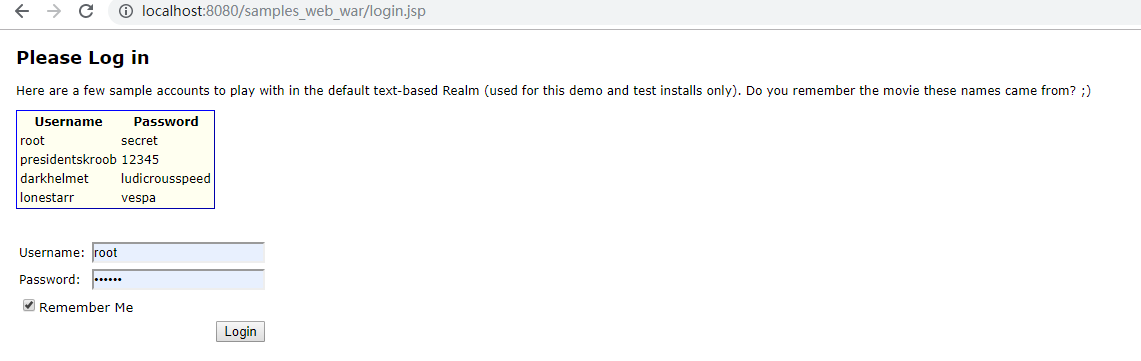 localhost:8080/samples_web_war/login.jsp
Please Log in
Here are a few sample accounts to play with in the default text-based Realm (used for this demo and test installs only). Do you remember the movie these names came from? ;)
Username Password
root secret
presidentskroob 12345
darkhelmet ludicrousspeed
lonestarr vespa
Username: root
Password: ••••••
Remember Me
Login